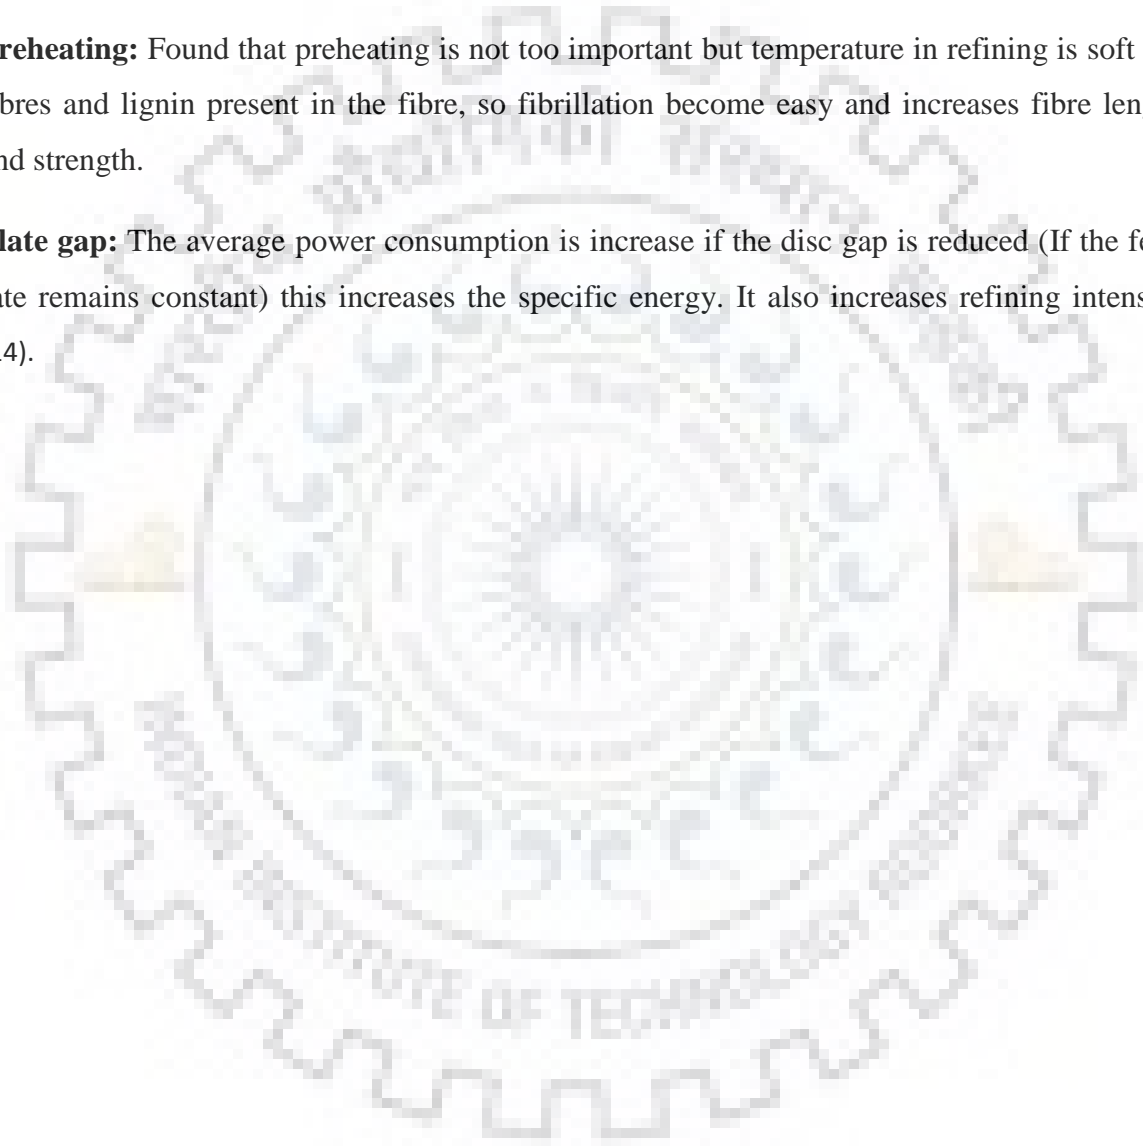 reheating: Found that preheating is not too important but temperature in refining is soft
bres and lignin present in the fibre, so fibrillation become easy and increases fibre len
nd strength.
late gap: The average power consumption is increase if the disc gap is reduced (If the fe
ate remains constant) this increases the specific energy. It also increases refining intens
14).
INSTITUTE OF TECHNOLOGY